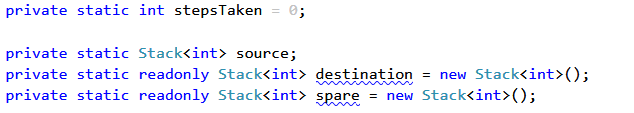 private static int stepsTaken = 0;
private static Stack<int> source;
private static readonly Stack<int> destination = new Stack<int>();
private static readonly Stack<int> spare = new Stack<int>();